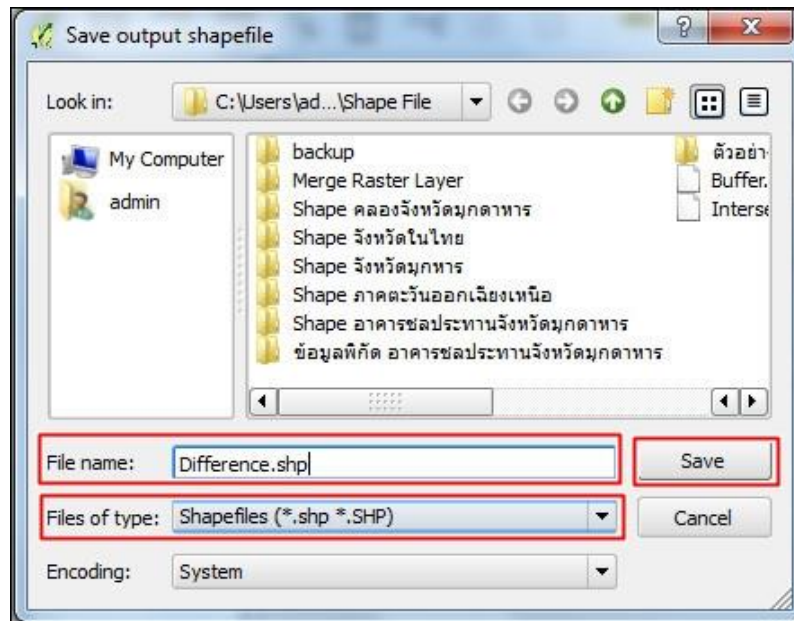 Save output shapefile
Look in:
C:\Users\ad...\Shape File
My Computer
admin
backup
Merge Raster Layer
Shape คลองจังหวัดมุกดาหาร
Shape จังหวัดในไทย
Shape จังหวัดมุกหาร
Shape ภาคตะวันออกเฉียงเหนือ
Shape อาคารชลประทานจังหวัดมุกดาหาร
ข้อมูลพิกัด อาคารชลประทานจังหวัดมุกดาหาร
Buffer.
File name:
Difference.shp
Save
Files of type:
Shapefiles (*.shp *.SHP)
Cancel
Encoding:
System